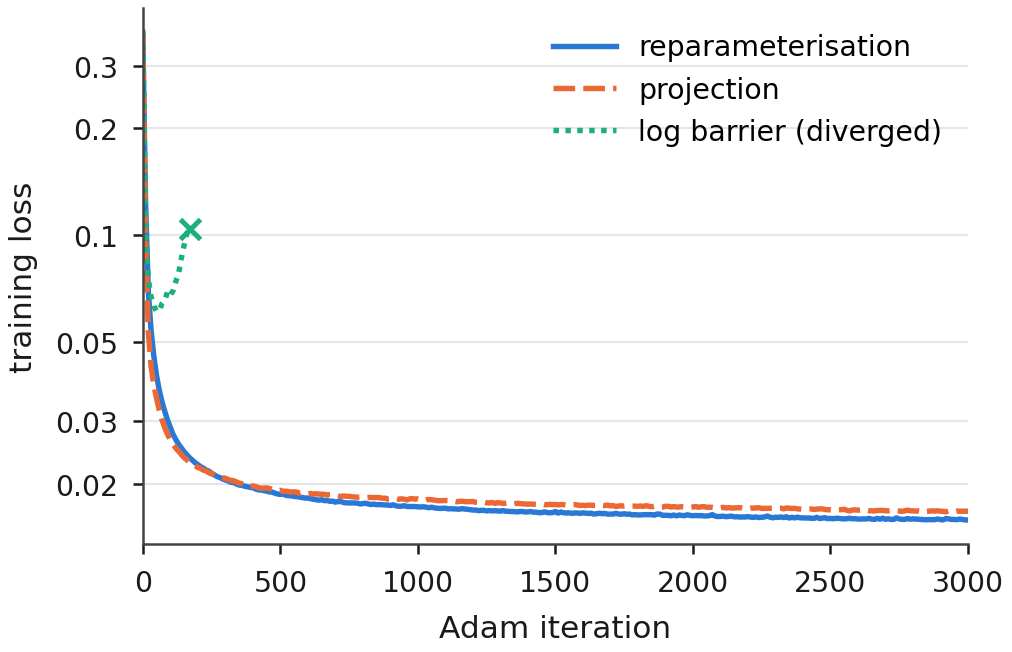 reparameterisation
projection
log barrier (diverged)
training loss
0.3
0.2
0.1
0.05
0.03
0.02
0 500 1000 1500 2000 2500 3000
Adam iteration